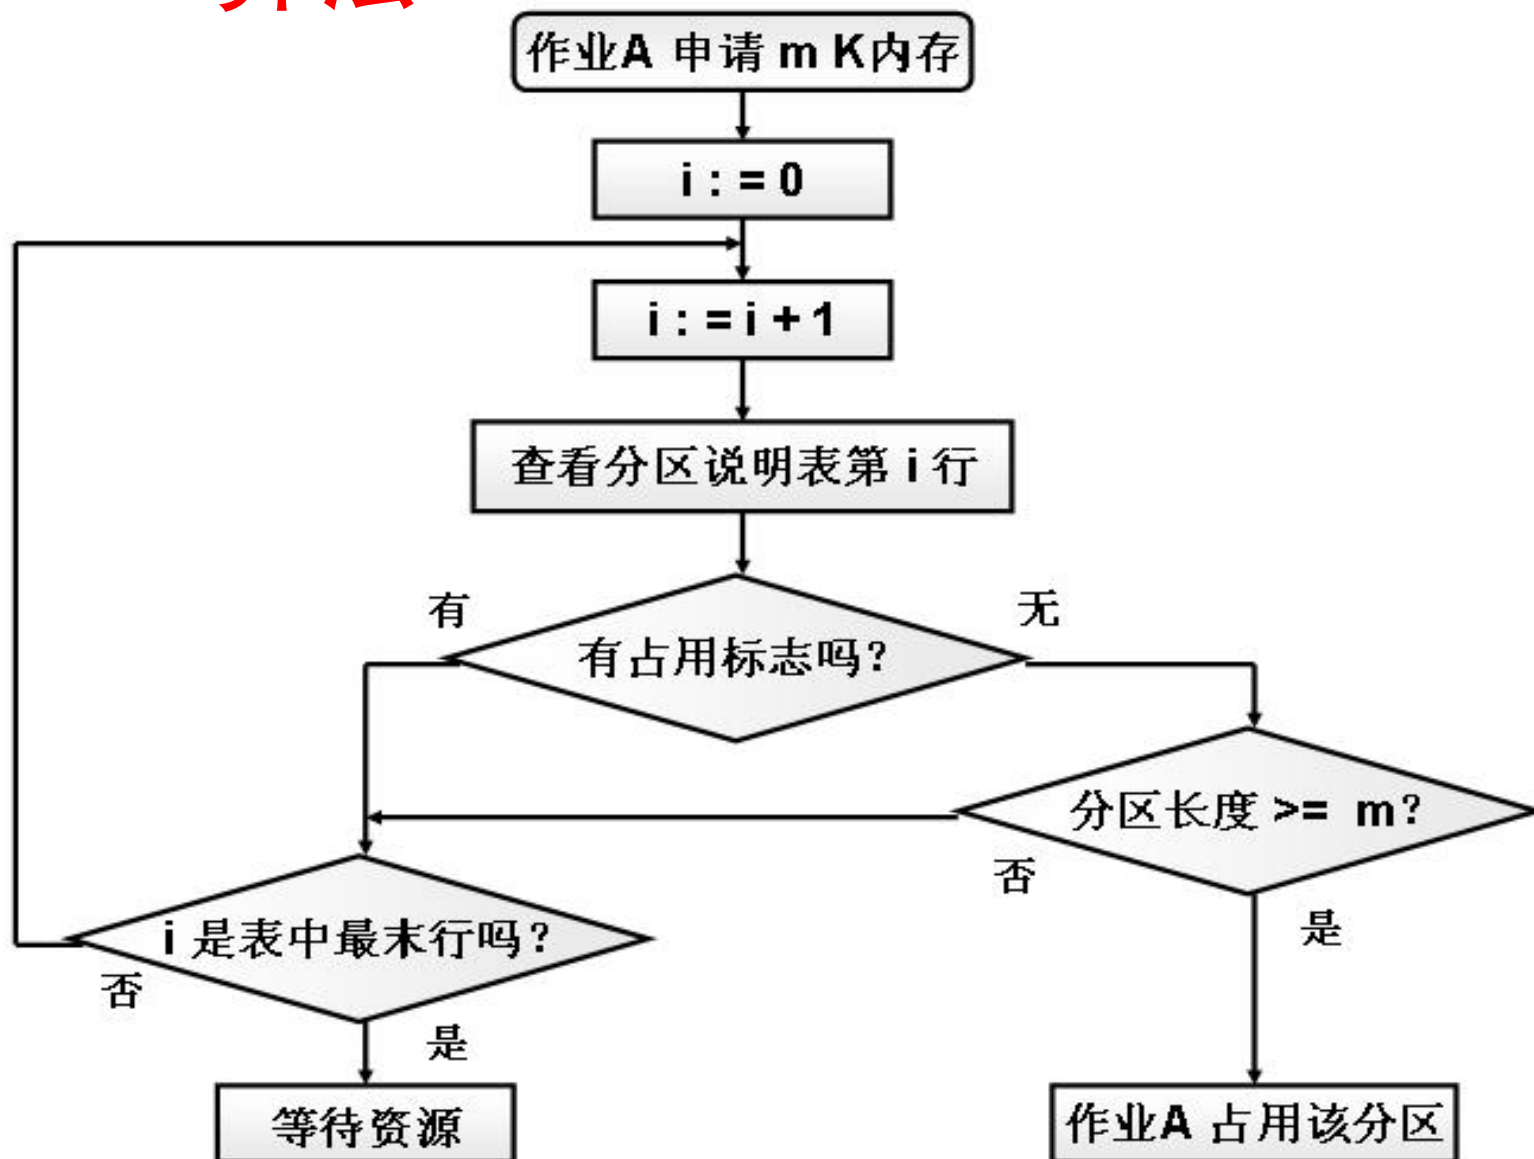 算法
作业A 申请 m K内存
i : = 0
i : = i + 1
查看分区说明表第 i 行
有
无
有占用标志吗?
分区长度 >= m?
否
是
i 是表中最末行吗?
否
是
等待资源
作业A 占用该分区